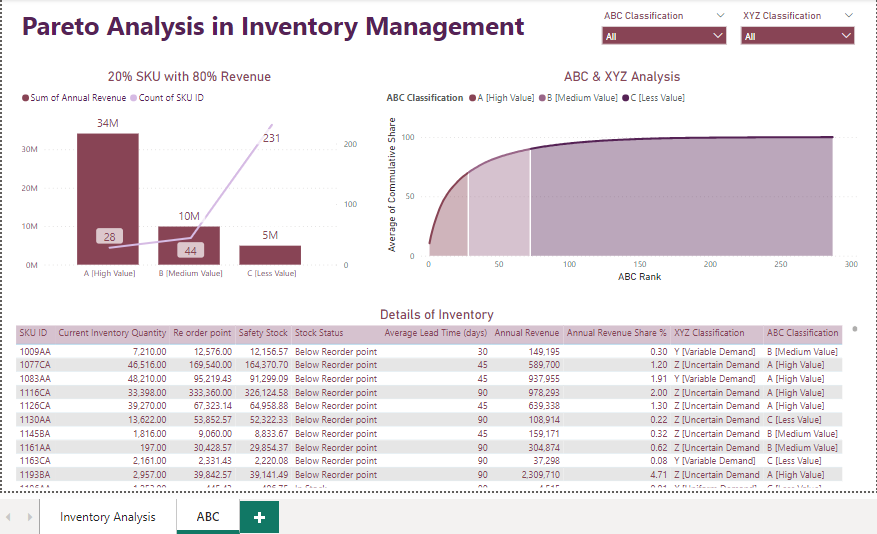 Pareto Analysis in Inventory Management
ABC Classification XYZ Classification
All All
20% SKU with 80% Revenue
Sum of Annual Revenue Count of SKU ID
34M
30M
20M
10M
0M
10M
5M
28
44
231
200
100
0
A [High Value] B [Medium Value] C [Less Value]
ABC & XYZ Analysis
ABC Classification A [High Value] B [Medium Value] C [Less Value]
Average of Commulative Share
100
50
0
0 50 100 150 200 250 300
ABC Rank
Details of Inventory
SKU ID Current Inventory Quantity Re order point Safety Stock Stock Status Average Lead Time (days) Annual Revenue Annual Revenue Share % XYZ Classification ABC Classification
1009AA 7,210.00 12,576.00 12,156.57 Below Reorder point 30 149,195 0.30 Y [Variable Demand] B [Medium Value]
1077CA 46,516.00 169,540.00 164,370.70 Below Reorder point 45 589,700 1.20 Z [Uncertain Demand A [High Value]
1083AA 48,210.00 95,219.43 91,299.09 Below Reorder point 45 937,955 1.91 Y [Variable Demand] A [High Value]
1116CA 33,398.00 333,360.00 326,124.58 Below Reorder point 90 978,293 2.00 Z [Uncertain Demand A [High Value]
1126CA 39,270.00 67,323.14 64,958.88 Below Reorder point 45 639,338 1.30 Z [Uncertain Demand A [High Value]
1130AA 13,622.00 53,852.57 52,322.33 Below Reorder point 90 108,914 0.22 Z [Uncertain Demand C [Less Value]
1145BA 1,816.00 9,060.00 8,833.67 Below Reorder point 45 159,171 0.32 Z [Uncertain Demand B [Medium Value]
1161AA 197.00 30,428.57 29,854.37 Below Reorder point 90 304,874 0.62 Z [Uncertain Demand B [Medium Value]
1163CA 2,161.00 2,331.43 2,220.08 Below Reorder point 90 37,298 0.08 Y [Variable Demand] C [Less Value]
1193BA 2,957.00 39,842.57 39,141.49 Below Reorder point 90 2,309,710 4.71 Z [Uncertain Demand A [High Value]
Inventory Analysis ABC +